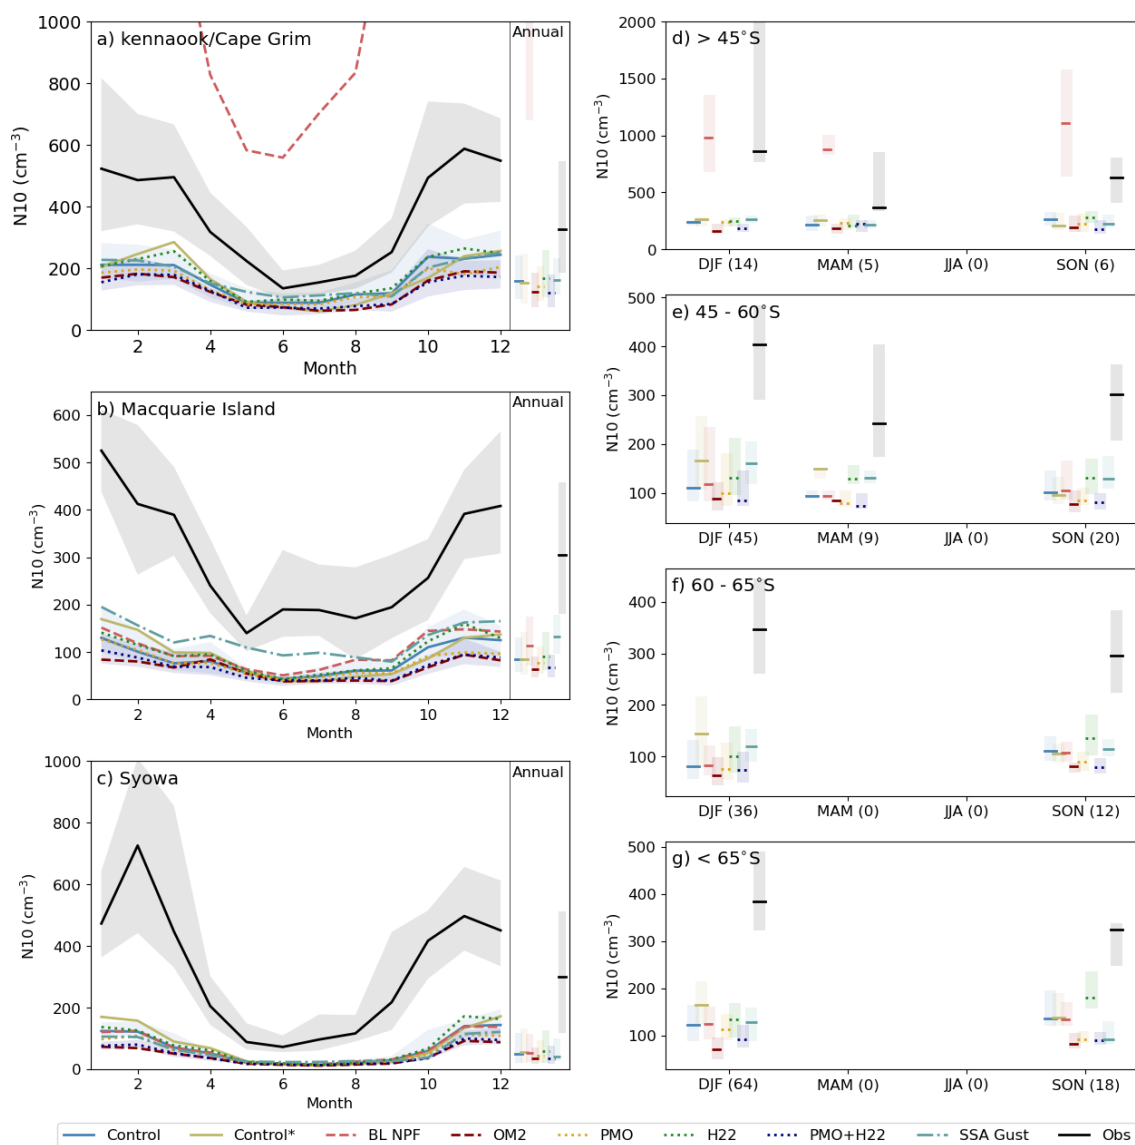 a) kennaook/Cape Grim
Annual
1000
800
600
400
200
0
N10 (cm⁻³)
2 4 6 8 10 12
Month
b) Macquarie Island
Annual
600
500
400
300
200
100
0
N10 (cm⁻³)
2 4 6 8 10 12
Month
c) Syowa
Annual
1000
800
600
400
200
0
N10 (cm⁻³)
2 4 6 8 10 12
Month
d) > 45°S
2000
1500
1000
500
0
N10 (cm⁻³)
DJF (14) MAM (5) JJA (0) SON (6)
e) 45 - 60°S
500
400
300
200
100
N10 (cm⁻³)
DJF (45) MAM (9) JJA (0) SON (20)
f) 60 - 65°S
400
300
200
100
N10 (cm⁻³)
DJF (36) MAM (0) JJA (0) SON (12)
g) < 65°S
500
400
300
200
100
N10 (cm⁻³)
DJF (64) MAM (0) JJA (0) SON (18)
Control Control* BL NPF OM2 PMO H22 PMO+H22 SSA Gust Obs